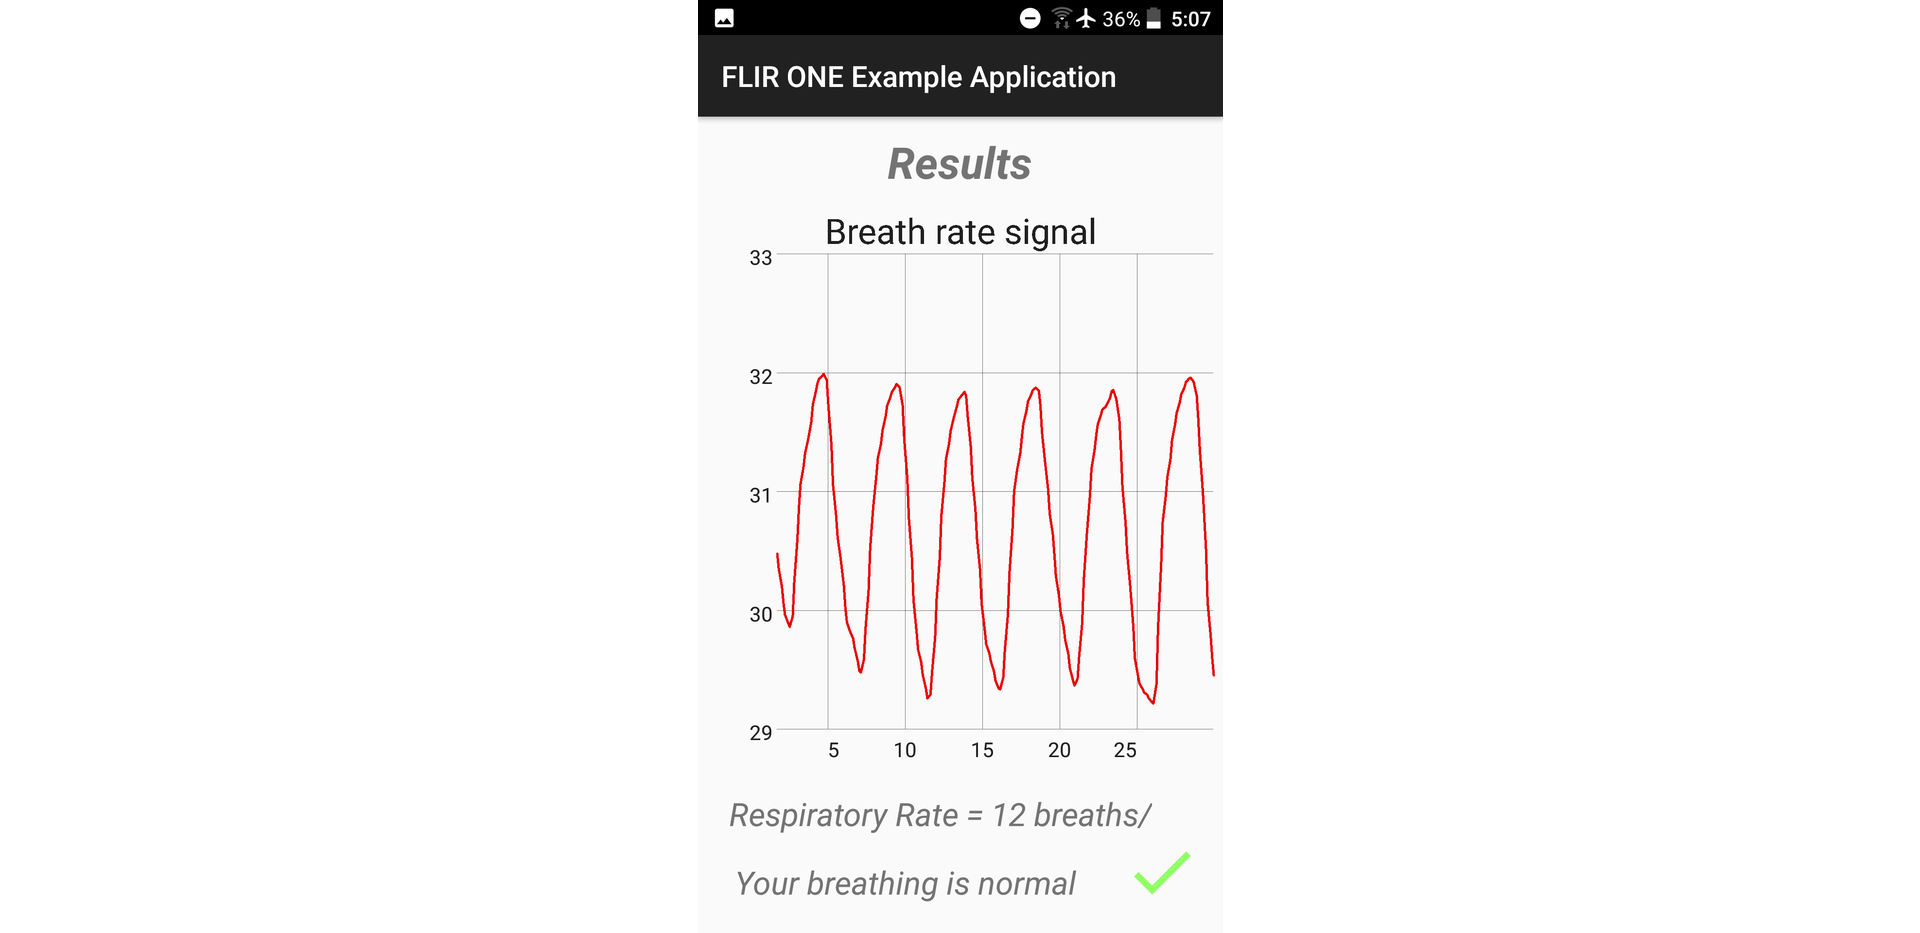 36% 5:07
FLIR ONE Example Application
Results
Breath rate signal
33
32
31
30
29
5 10 15 20 25
Respiratory Rate = 12 breaths/
Your breathing is normal